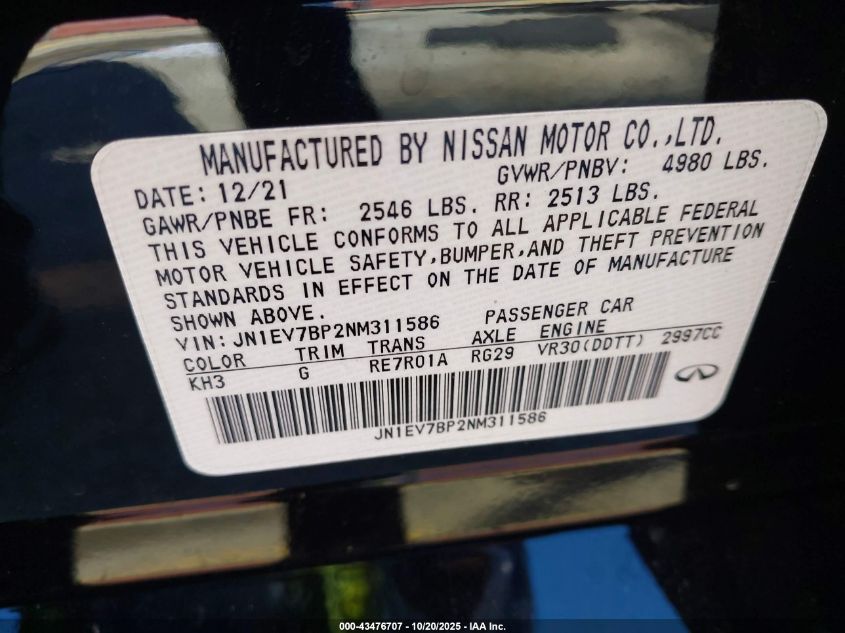 MANUFACTURED BY NISSAN MOTOR CO.,LTD.
DATE: 12/21 GVWR/PNBV: 4980 LBS.
GAWR/PNBE FR: 2546 LBS. RR: 2513 LBS.
THIS VEHICLE CONFORMS TO ALL APPLICABLE FEDERAL
MOTOR VEHICLE SAFETY,BUMPER,AND THEFT PREVENTION
STANDARDS IN EFFECT ON THE DATE OF MANUFACTURE
SHOWN ABOVE.
VIN: JN1EV7BP2NM311586 PASSENGER CAR
COLOR TRIM TRANS AXLE ENGINE
KH3 G RE7R01A RG29 VR30(DDTT) 2997CC
JN1EV7BP2NM311586
000-43476707 - 10/20/2025 - IAA Inc.